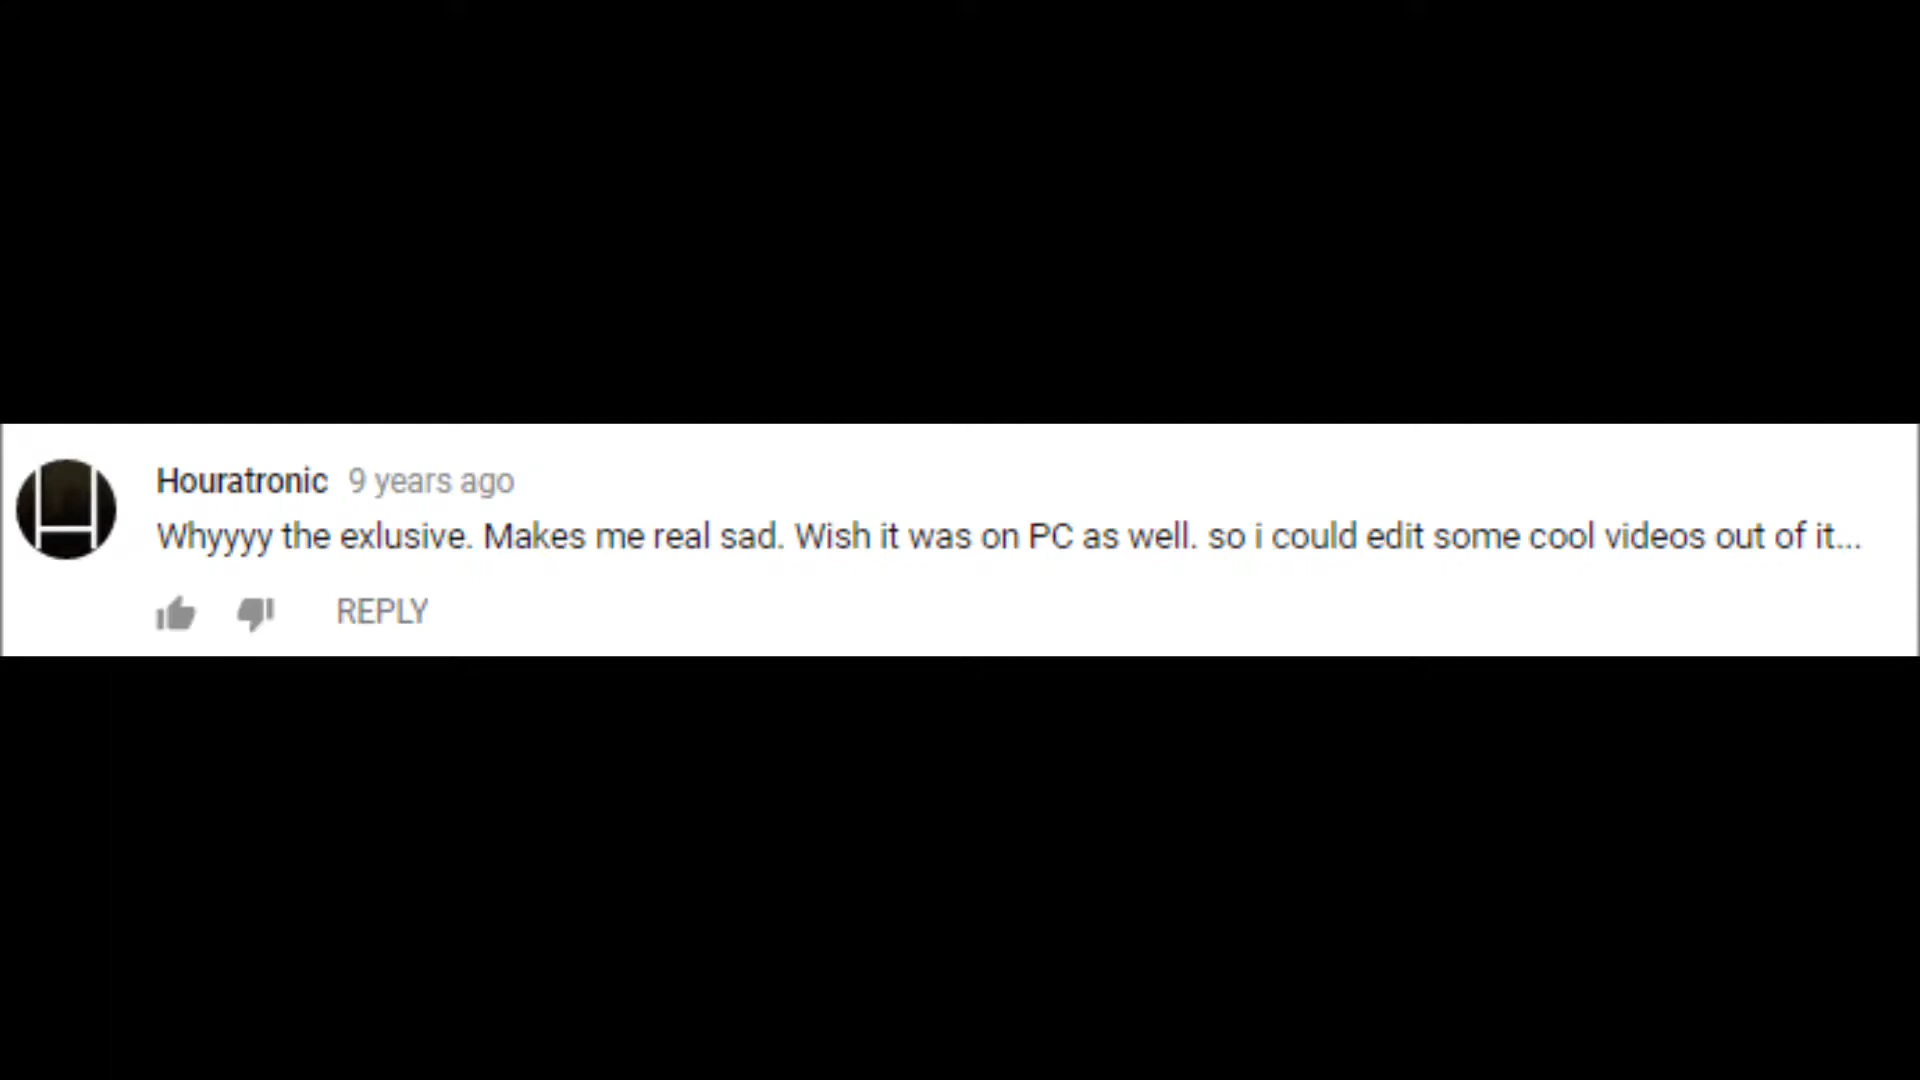 Houratronic 9 years ago
Whyyyy the exlusive. Makes me real sad. Wish it was on PC as well. so i could edit some cool videos out of it...
REPLY